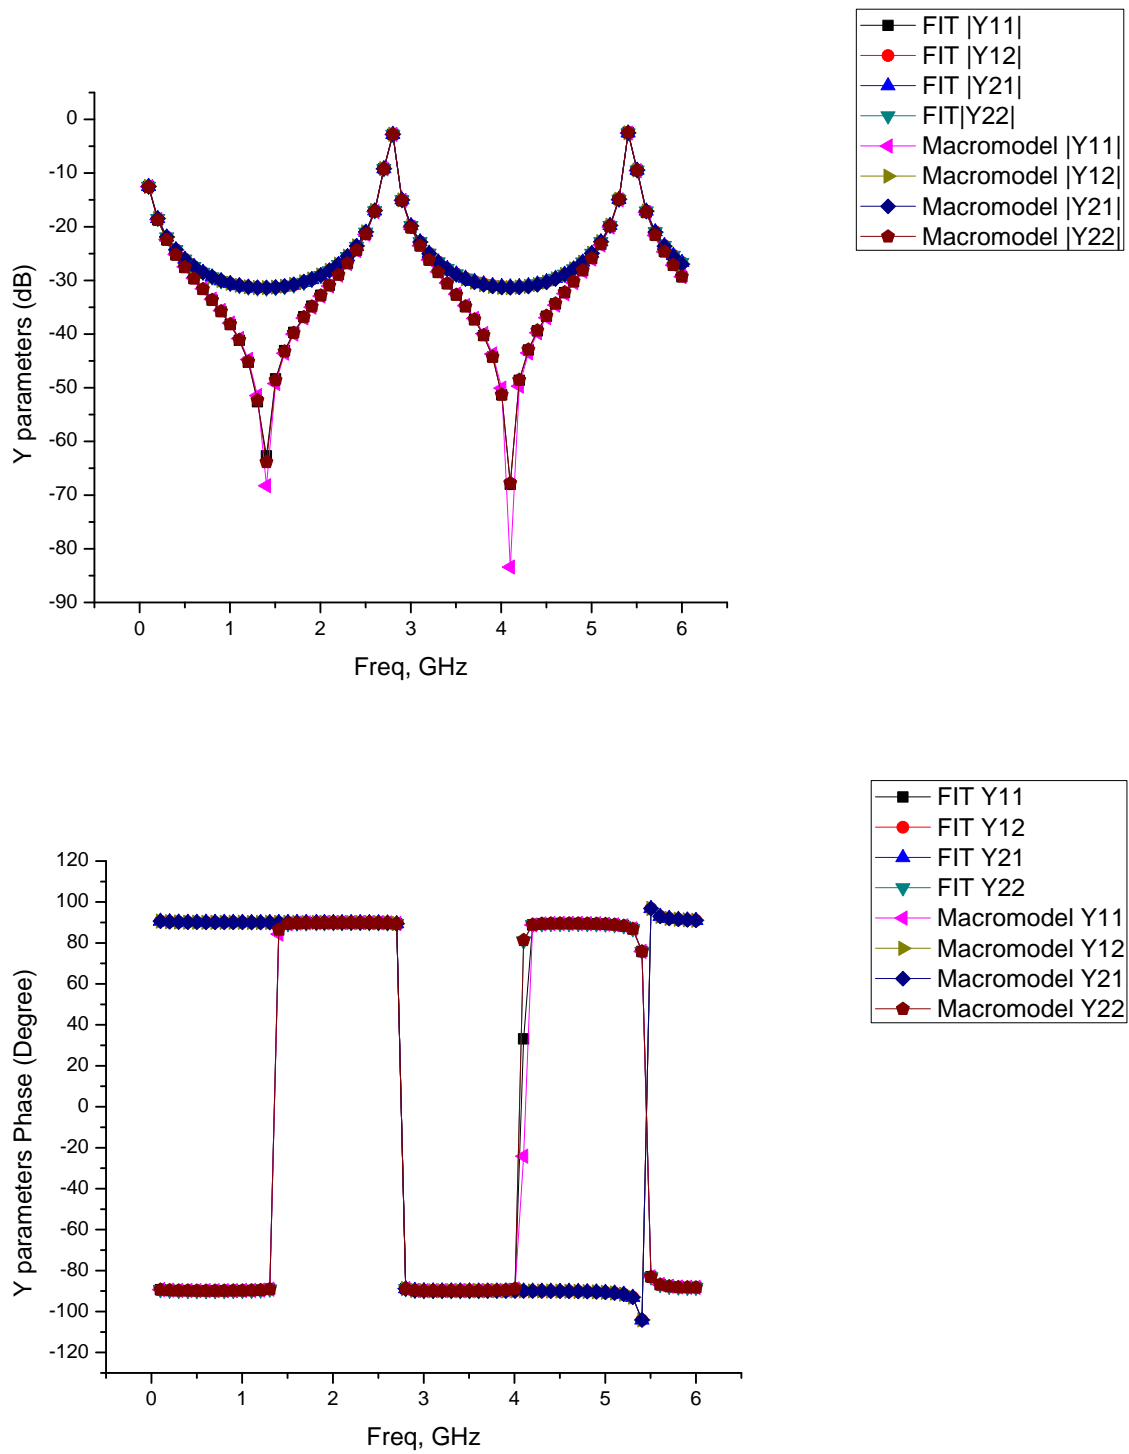 FIT |Y11|
FIT |Y12|
FIT |Y21|
FIT|Y22|
Macromodel |Y11|
Macromodel |Y12|
Macromodel |Y21|
Macromodel |Y22|
0
-10
-20
-30
-40
-50
-60
-70
-80
-90
Y parameters (dB)
0 1 2 3 4 5 6
Freq, GHz
FIT Y11
FIT Y12
FIT Y21
FIT Y22
Macromodel Y11
Macromodel Y12
Macromodel Y21
Macromodel Y22
120
100
80
60
40
20
0
-20
-40
-60
-80
-100
-120
Y parameters Phase (Degree)
0 1 2 3 4 5 6
Freq, GHz